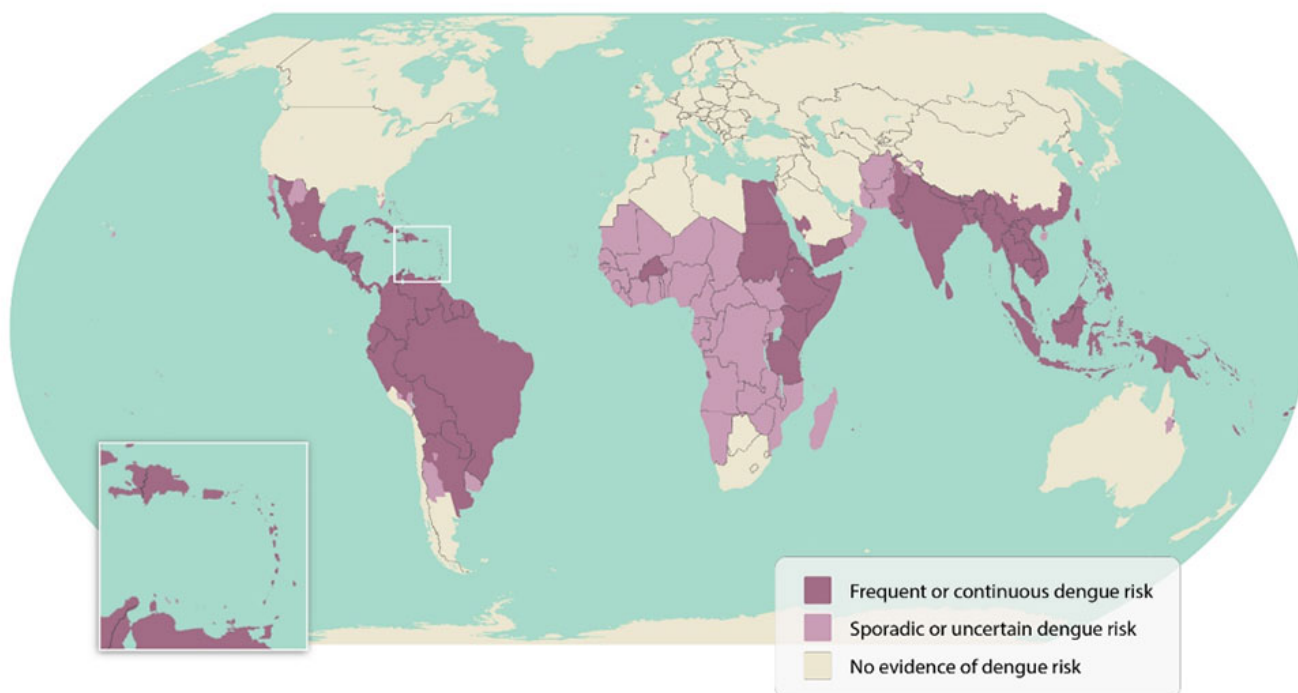 Frequent or continuous dengue risk
Sporadic or uncertain dengue risk
No evidence of dengue risk